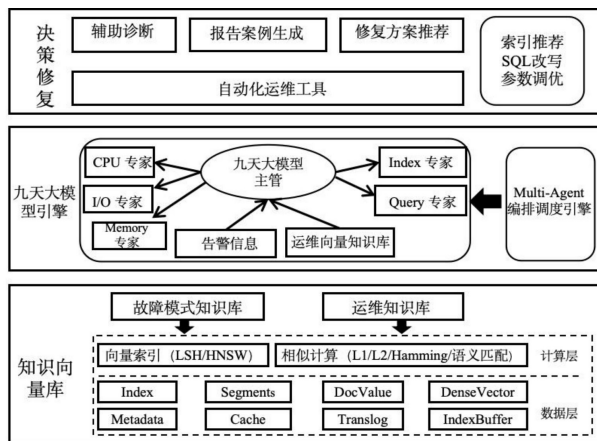 决策修复
辅助诊断
报告案例生成
修复方案推荐
自动化运维工具
索引推荐
SQL改写
参数调优
九天大模
型引擎
CPU 专家
I/O 专家
Memory
专家
九天大模型
主管
Index 专家
Query 专家
告警信息
运维向量知识库
Multi-Agent
编排调度引擎
知识向
量库
故障模式知识库
运维知识库
向量索引（LSH/HNSW）
相似计算（L1/L2/Hamming/语义匹配）
计算层
Index
Segments
DocValue
DenseVector
Metadata
Cache
Translog
IndexBuffer
数据层